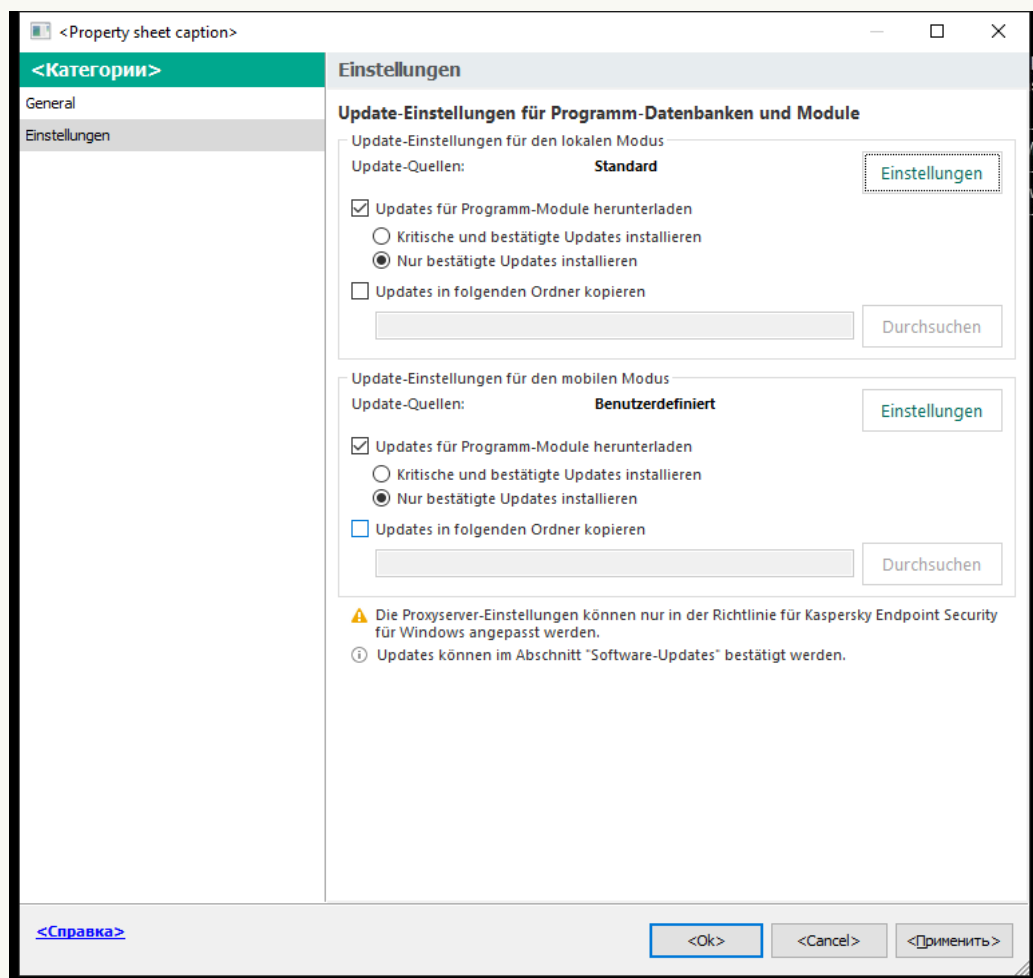 <Property sheet caption>
<Категории>
General
Einstellungen
Einstellungen
Update-Einstellungen für Programm-Datenbanken und Module
Update-Einstellungen für den lokalen Modus
Update-Quellen: Standard
Einstellungen
Updates für Programm-Module herunterladen
Kritische und bestätigte Updates installieren
Nur bestätigte Updates installieren
Updates in folgenden Ordner kopieren
Durchsuchen
Update-Einstellungen für den mobilen Modus
Update-Quellen: Benutzerdefiniert
Einstellungen
Updates für Programm-Module herunterladen
Kritische und bestätigte Updates installieren
Nur bestätigte Updates installieren
Updates in folgenden Ordner kopieren
Durchsuchen
Die Proxyserver-Einstellungen können nur in der Richtlinie für Kaspersky Endpoint Security
für Windows angepasst werden.
Updates können im Abschnitt "Software-Updates" bestätigt werden.
<Справка>
<Ok>
<Cancel>
<Применить>